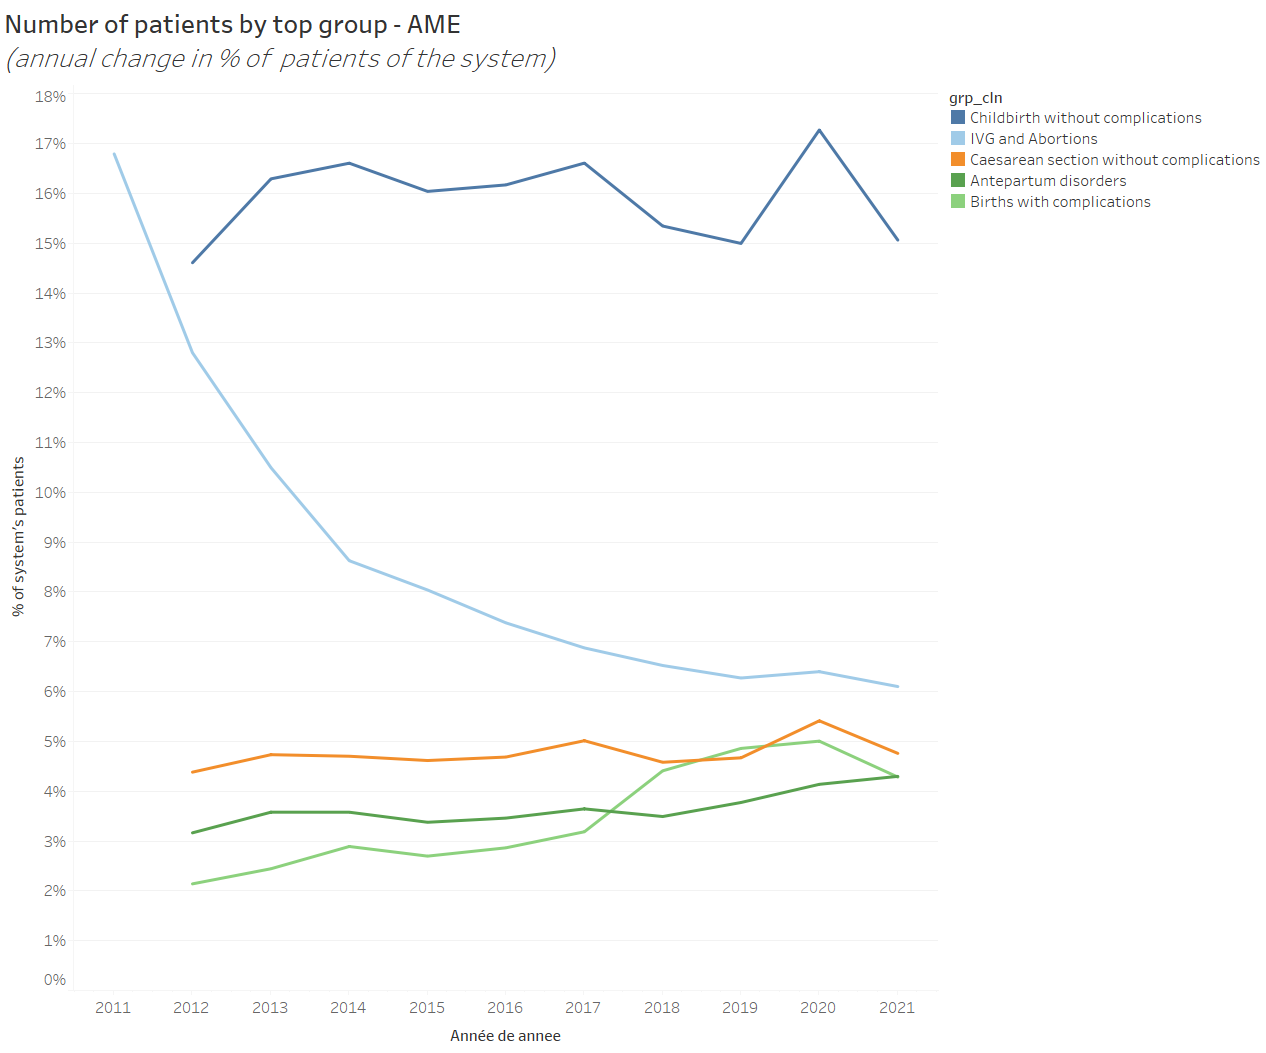 Number of patients by top group - AME
(annual change in % of patients of the system)
grp_cln
Childbirth without complications
IVG and Abortions
Caesarean section without complications
Antepartum disorders
Births with complications
% of system's patients
18%
17%
16%
15%
14%
13%
12%
11%
10%
9%
8%
7%
6%
5%
4%
3%
2%
1%
0%
2011 2012 2013 2014 2015 2016 2017 2018 2019 2020 2021
Année de annee